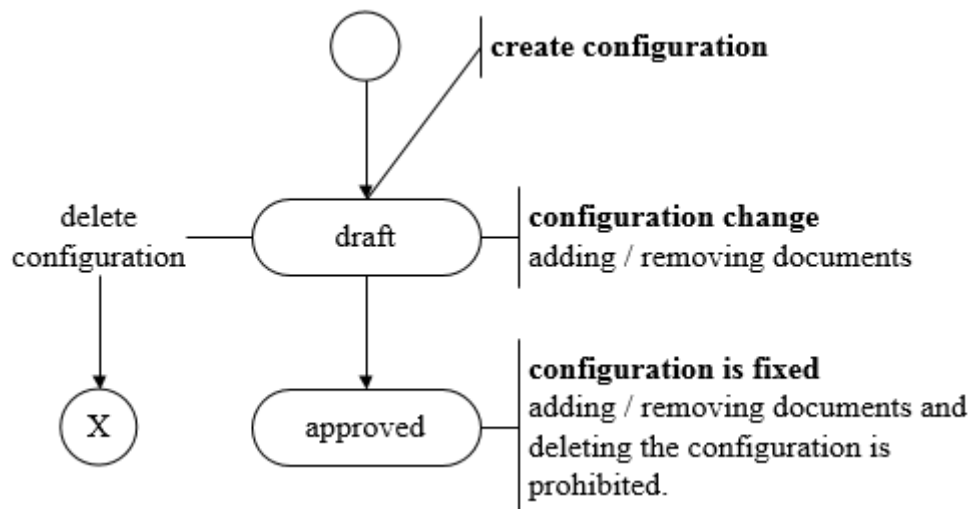 create configuration
delete
configuration
draft
configuration change
adding / removing documents
X
approved
configuration is fixed
adding / removing documents and
deleting the configuration is
prohibited.